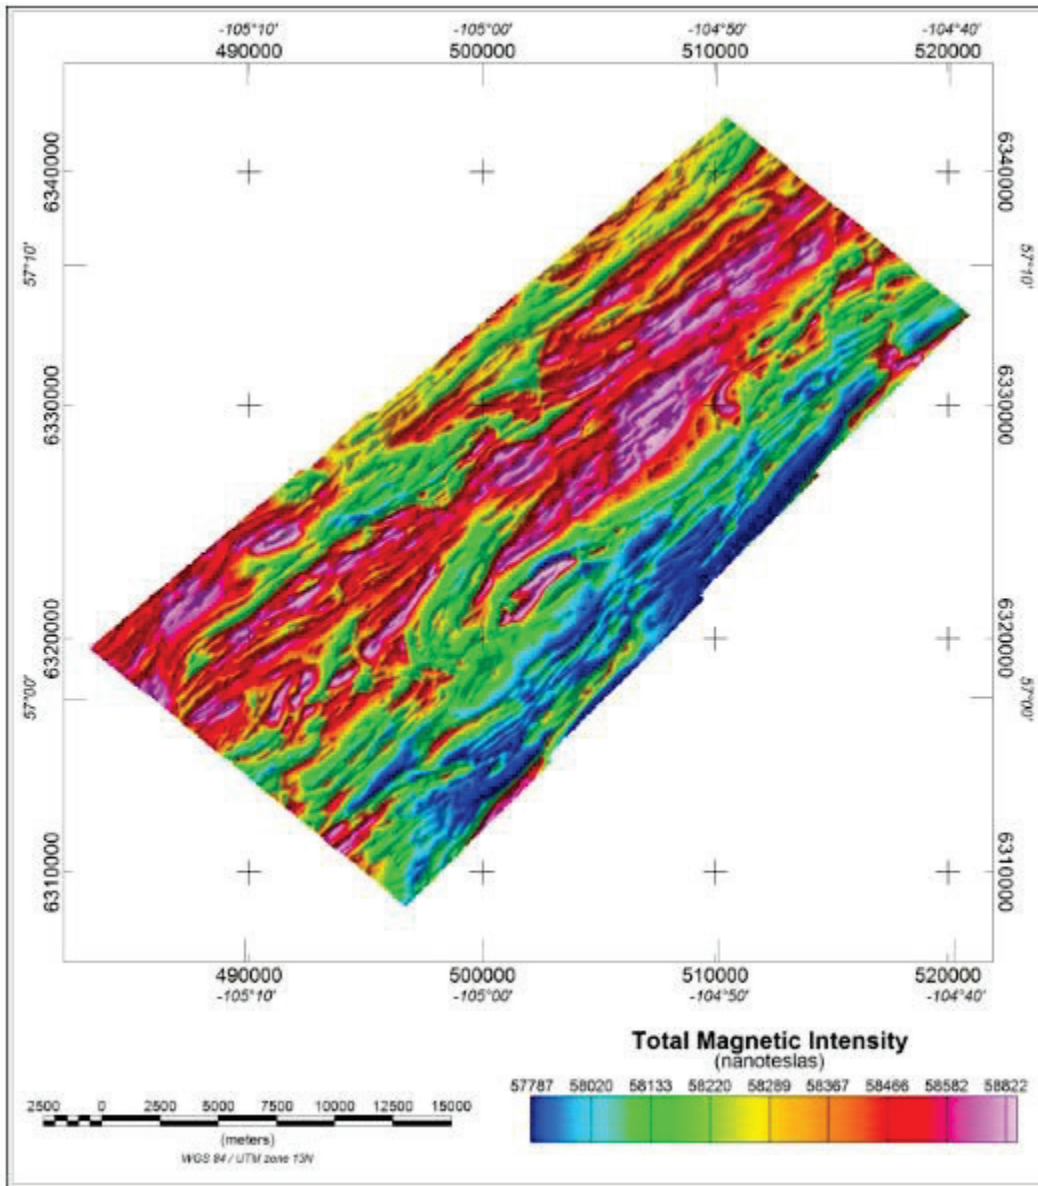 -105°10' -105°00' -104°50' -104°40'
490000 500000 510000 520000
6340000 6340000
57°10' 57°10'
6330000 6330000
6320000 6320000
57°00' 57°00'
6310000 6310000
490000 500000 510000 520000
-105°10' -105°00' -104°50' -104°40'
Total Magnetic Intensity
(nanoteslas)
57787 58020 58133 58220 58289 58367 58466 58582 58822
2500 0 2500 5000 7500 10000 12500 15000
(meters)
WGS 84 / UTM zone 13N